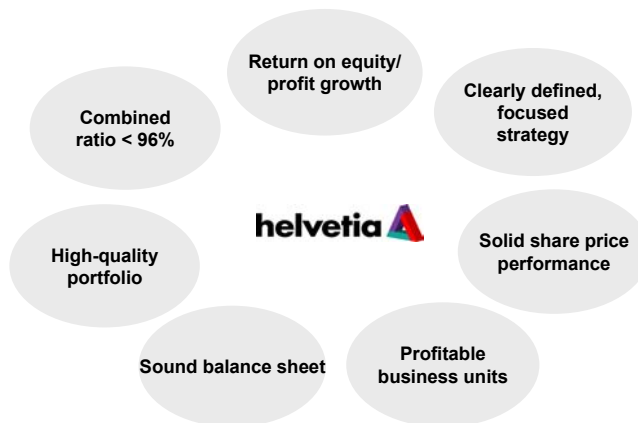 Return on equity/
profit growth
Clearly defined,
focused
strategy
Combined
ratio < 96%
helvetia
Solid share price
performance
High-quality
portfolio
Profitable
business units
Sound balance sheet